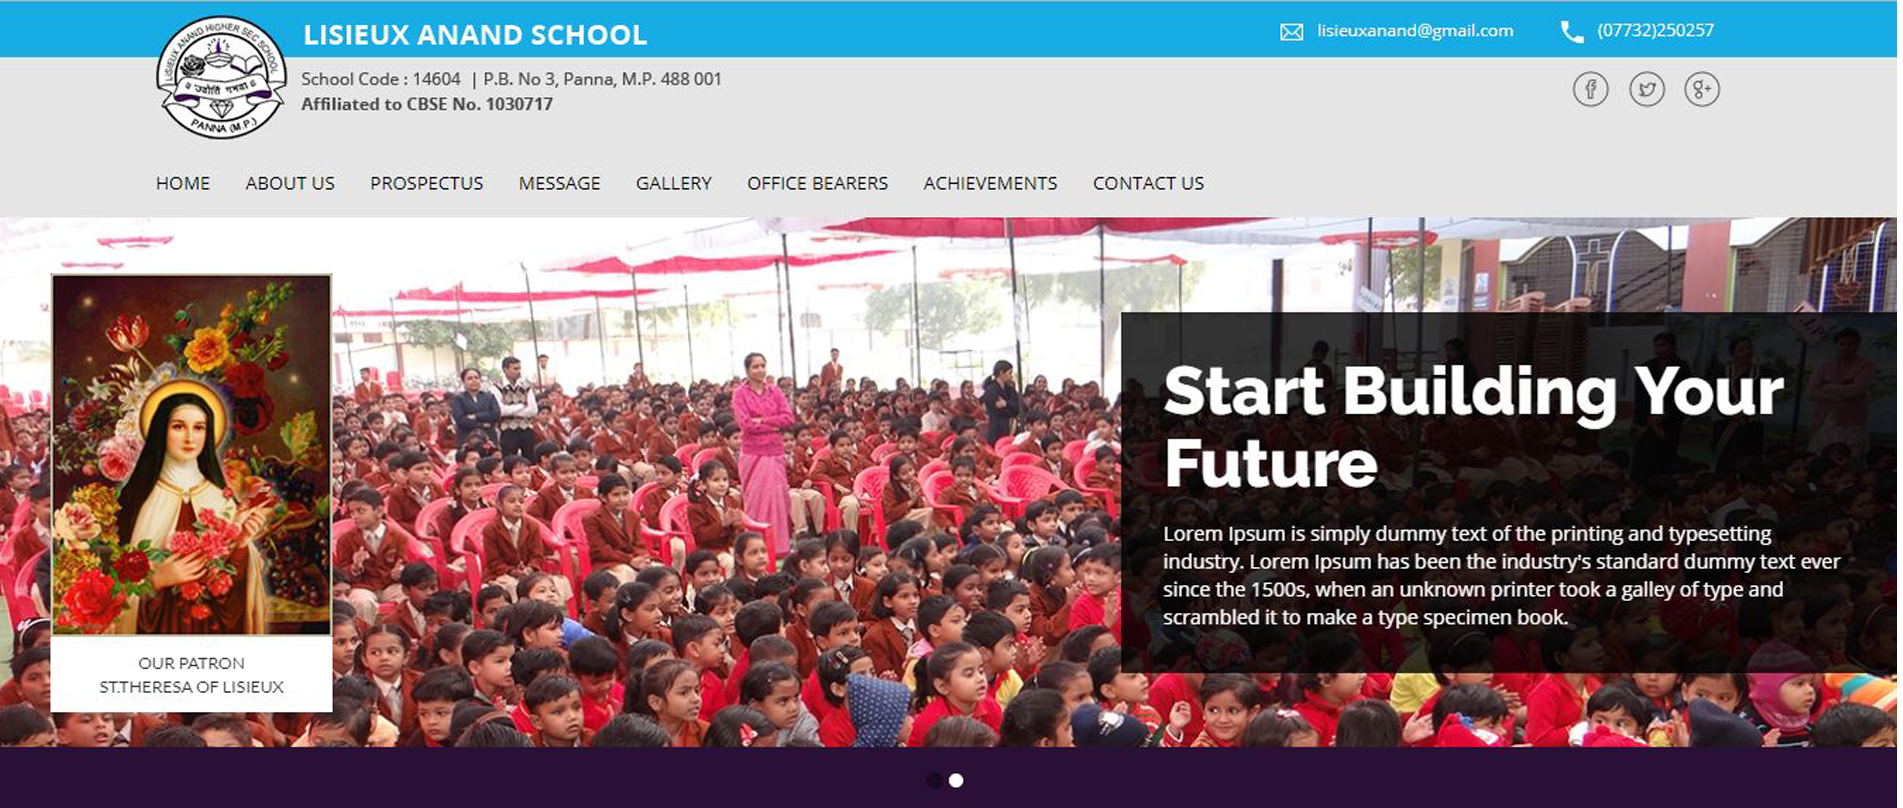 LISIEUX ANAND SCHOOL
lisieuxanand@gmail.com
(07732)250257
LISIEUX ANAND HIGHER SEC SCHOOL
PANNA (M.P.)
School Code : 14604 | P.B. No 3, Panna, M.P. 488 001
Affiliated to CBSE No. 1030717
HOME ABOUT US PROSPECTUS MESSAGE GALLERY OFFICE BEARERS ACHIEVEMENTS CONTACT US
OUR PATRON
ST.THERESA OF LISIEUX
Start Building Your
Future
Lorem Ipsum is simply dummy text of the printing and typesetting
industry. Lorem Ipsum has been the industry's standard dummy text ever
since the 1500s, when an unknown printer took a galley of type and
scrambled it to make a type specimen book.